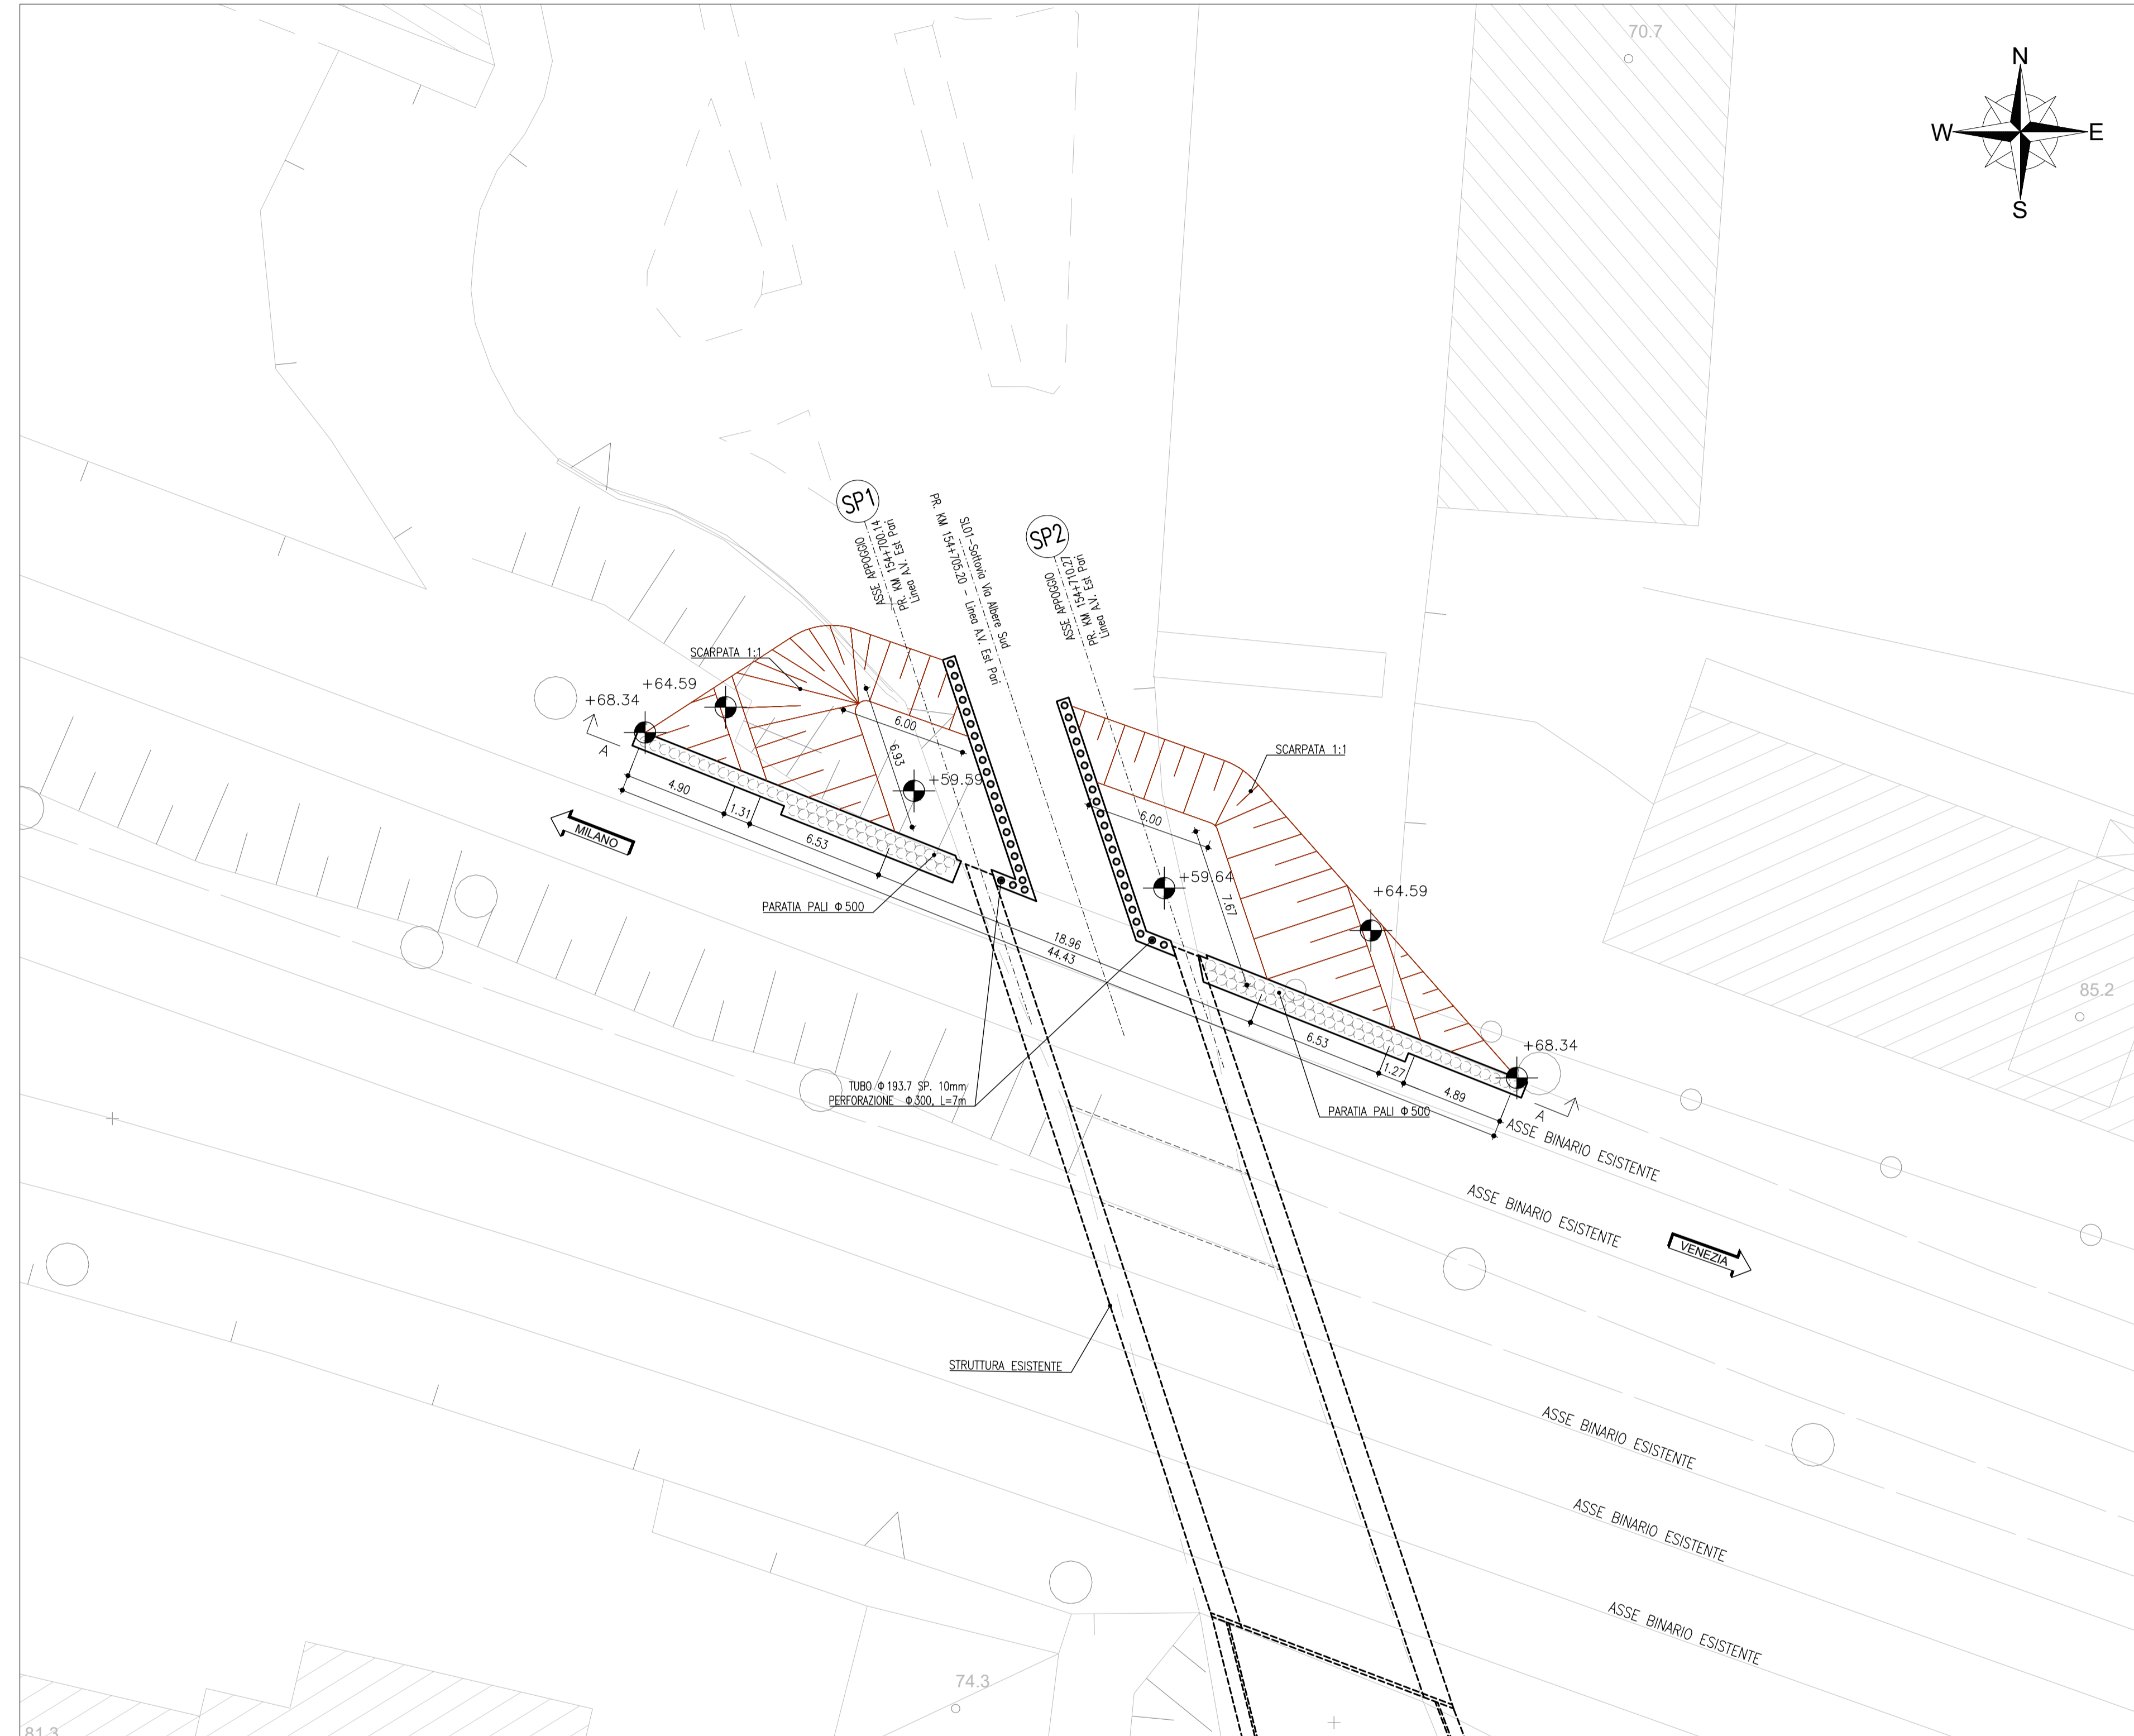 70.7
N
W
E
S
SP1
ASSE APPOGGIO
PR. KM 154+700.14
Linea A.V. Est Pari
PR. KM 154+705.20 - Linea A.V. Est Pari
SL01-Sottovia Via Albere Sud
SP2
ASSE APPOGGIO
PR. KM 154+710.27
Linea A.V. Est Pari
SCARPATA 1:1
+64.59
+68.34
A
6.00
6.93
+59.59
SCARPATA 1:1
4.90
1.31
6.53
MILANO
6.00
+59.64
7.67
+64.59
PARATIA PALI Φ500
18.96
44.43
85.2
6.53
1.27
4.89
+68.34
A
TUBO Φ193.7 SP. 10mm
PERFORAZIONE Φ300, L=7m
PARATIA PALI Φ500
ASSE BINARIO ESISTENTE
ASSE BINARIO ESISTENTE
VENEZIA
STRUTTURA ESISTENTE
ASSE BINARIO ESISTENTE
ASSE BINARIO ESISTENTE
ASSE BINARIO ESISTENTE
74.3
81.3